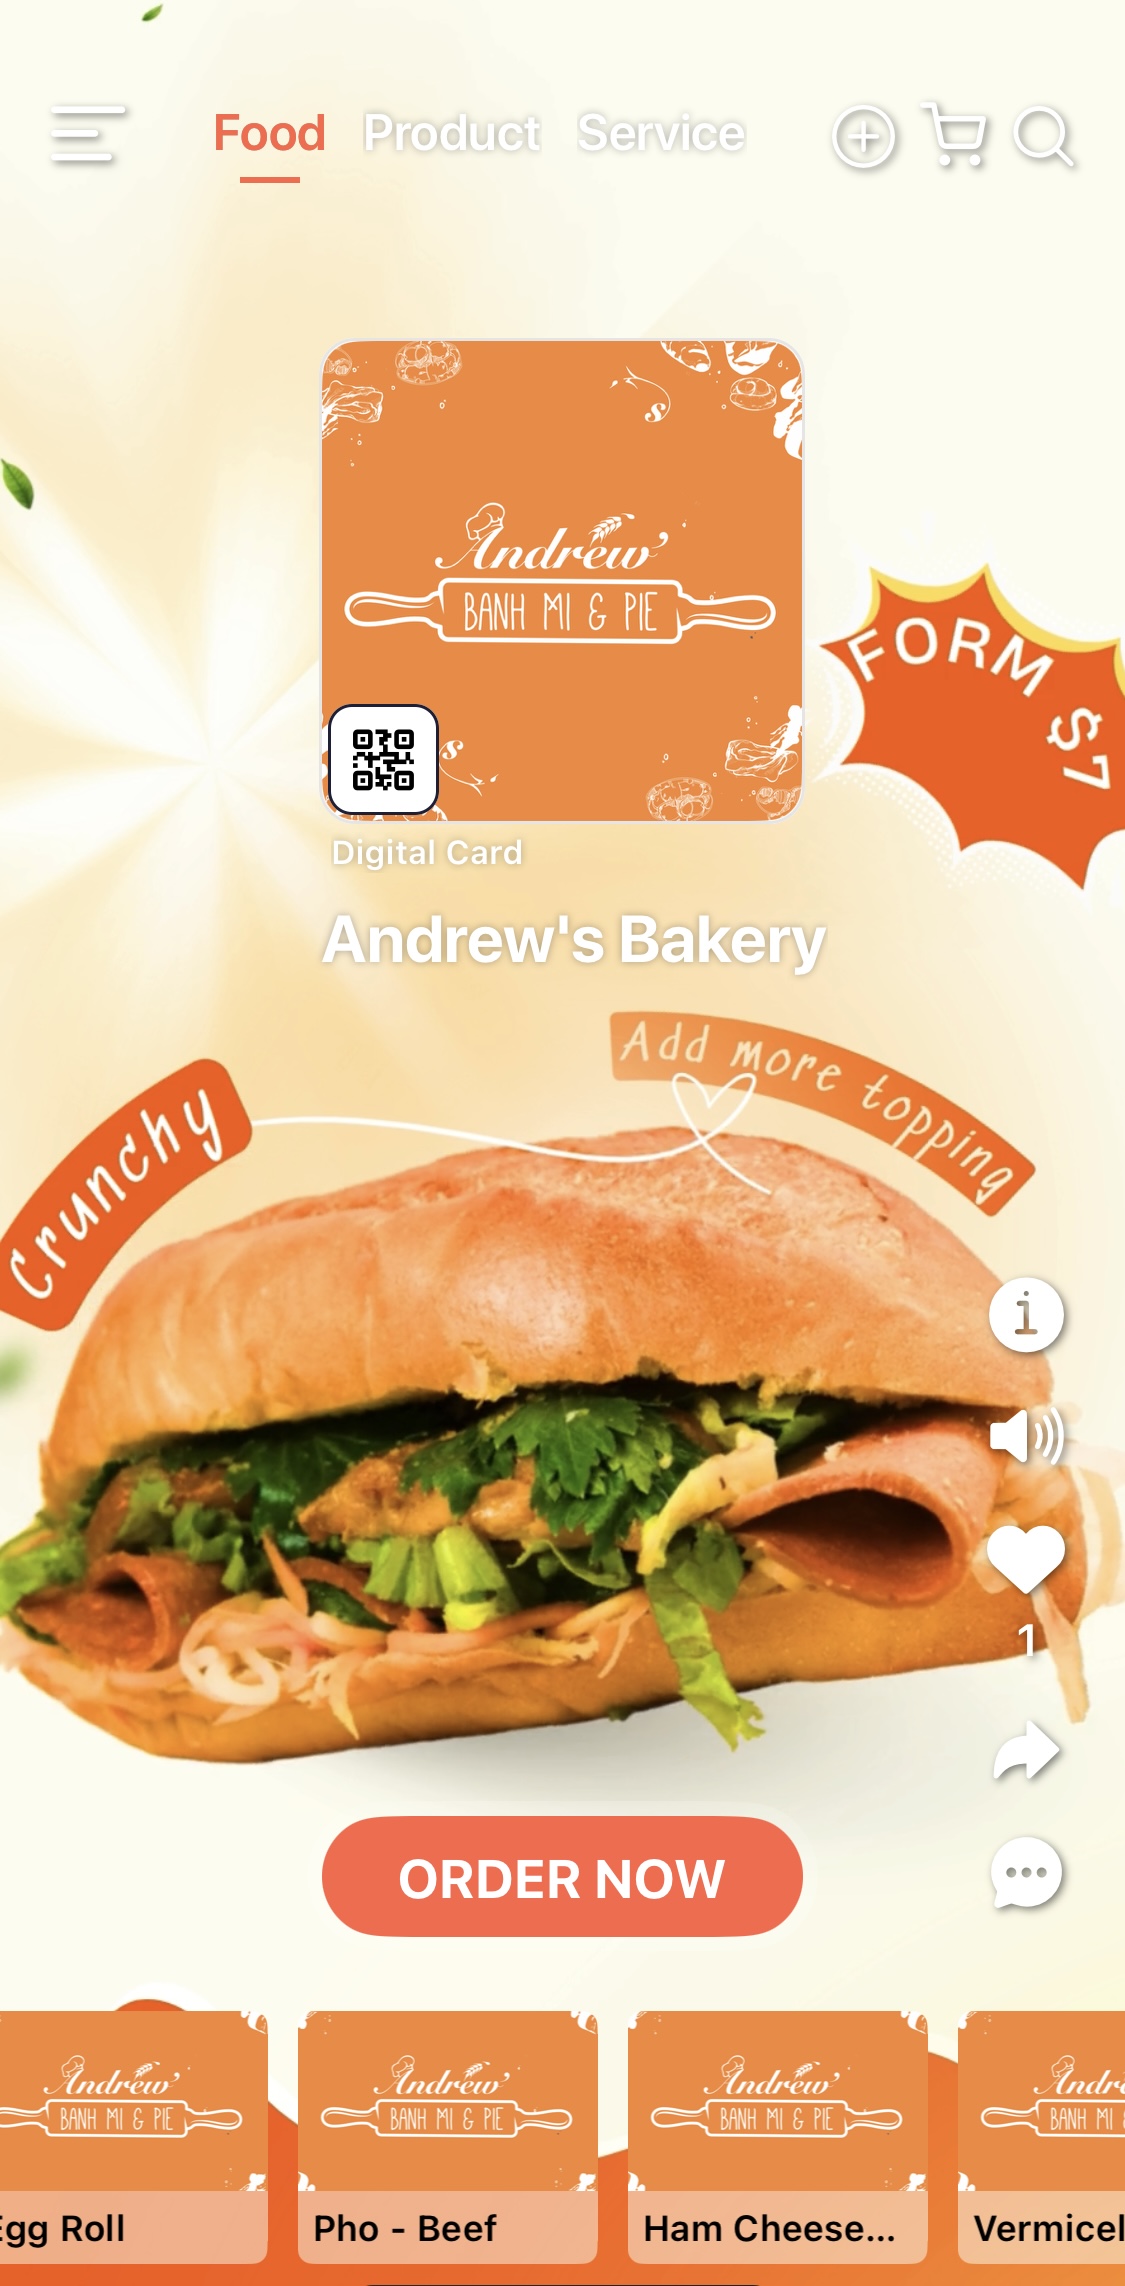 Food Product Service
Andrew's
BANH MI & PIE
FORM $7
Digital Card
Andrew's Bakery
Add more topping
Crunchy
i
1
ORDER NOW
Andrew's
BANH MI & PIE
Egg Roll
Andrew's
BANH MI & PIE
Pho - Beef
Andrew's
BANH MI & PIE
Ham Cheese...